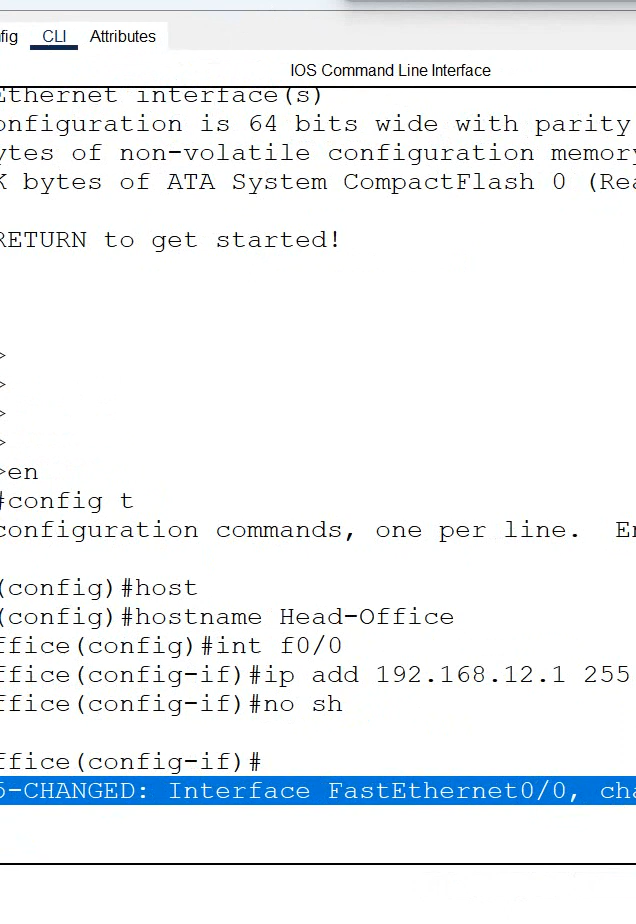 fig CLI Attributes
IOS Command Line Interface
Ethernet interface(s)
onfiguration is 64 bits wide with parity
ytes of non-volatile configuration memory
K bytes of ATA System CompactFlash 0 (Rea
RETURN to get started!
>
>
>
>
>en
#config t
configuration commands, one per line. En
(config)#host
(config)#hostname Head-Office
ffice(config)#int f0/0
ffice(config-if)#ip add 192.168.12.1 255
ffice(config-if)#no sh
ffice(config-if)#
5-CHANGED: Interface FastEthernet0/0, cha